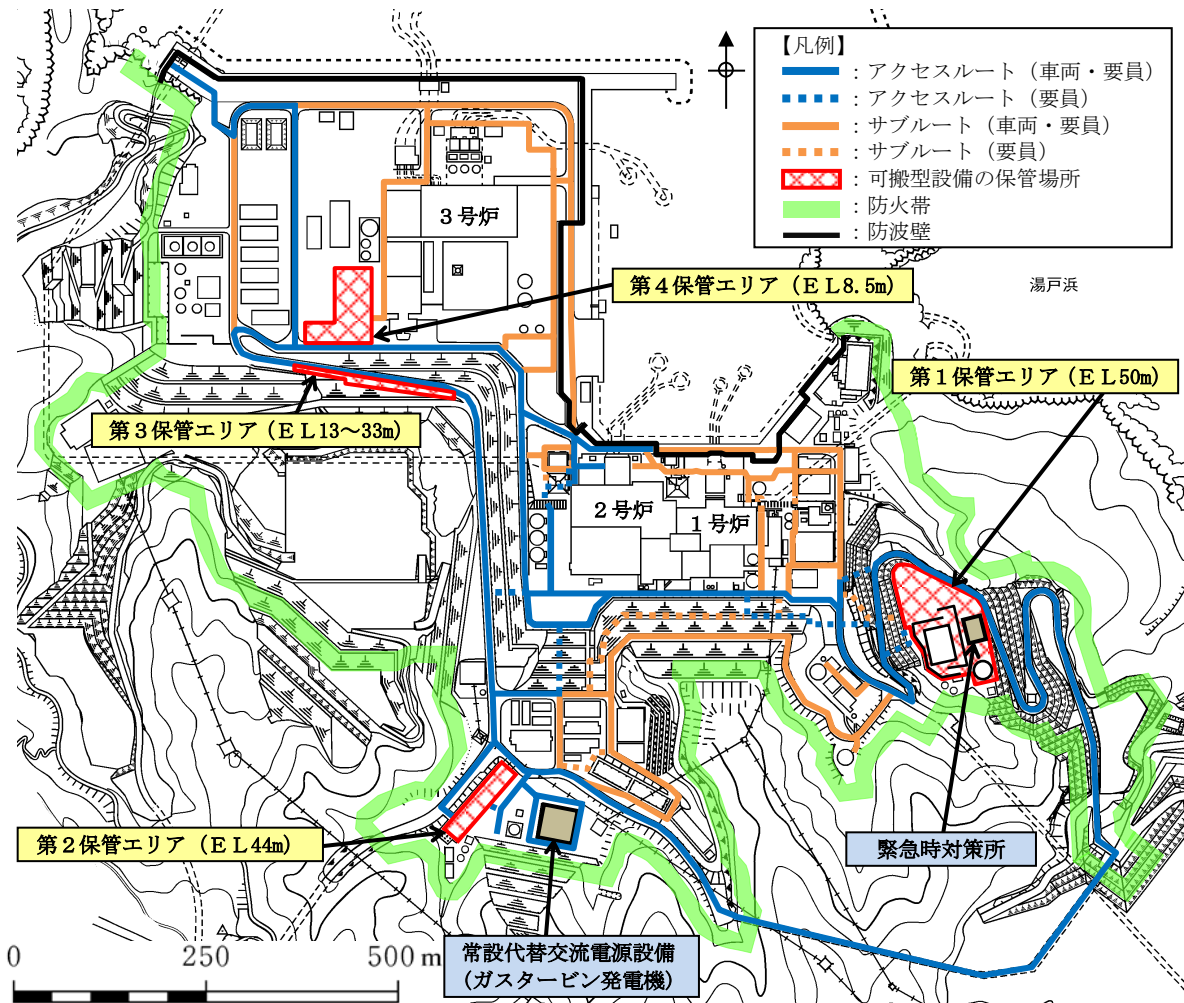 【凡例】
：アクセスルート（車両・要員）
：アクセスルート（要員）
：サブルート（車両・要員）
：サブルート（要員）
：可搬型設備の保管場所
：防火帯
：防波壁
3号炉
第４保管エリア（ＥＬ8.5m）
湯戸浜
第１保管エリア（ＥＬ50m）
第３保管エリア（ＥＬ13～33m）
2号炉
1号炉
第２保管エリア（ＥＬ44m）
緊急時対策所
常設代替交流電源設備
(ガスタービン発電機)
0 250 500 m